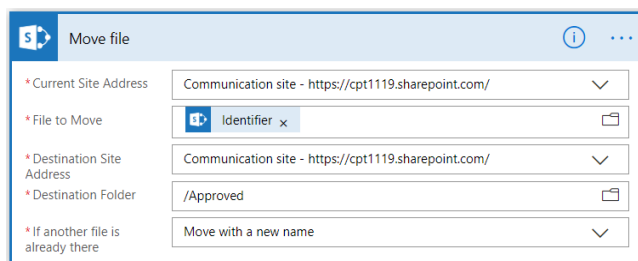 Move file
* Current Site Address
Communication site - https://cpt1119.sharepoint.com/
* File to Move
Identifier x
* Destination Site
Address
Communication site - https://cpt1119.sharepoint.com/
* Destination Folder
/Approved
* If another file is
already there
Move with a new name